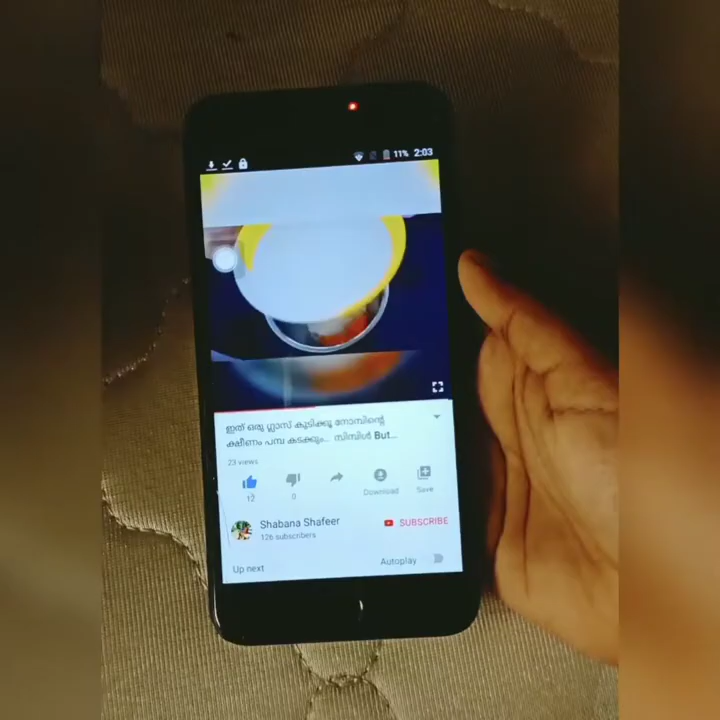 11% 2:03
ഇത് ഒരു ഗ്ലാസ് കുടിക്കൂ നോമ്പിന്റെ
ക്ഷീണം പമ്പ കടക്കും... സിമ്പിൾ But...
23 views
12
0
Download
Save
Shabana Shafeer
SUBSCRIBE
126 subscribers
Up next
Autoplay